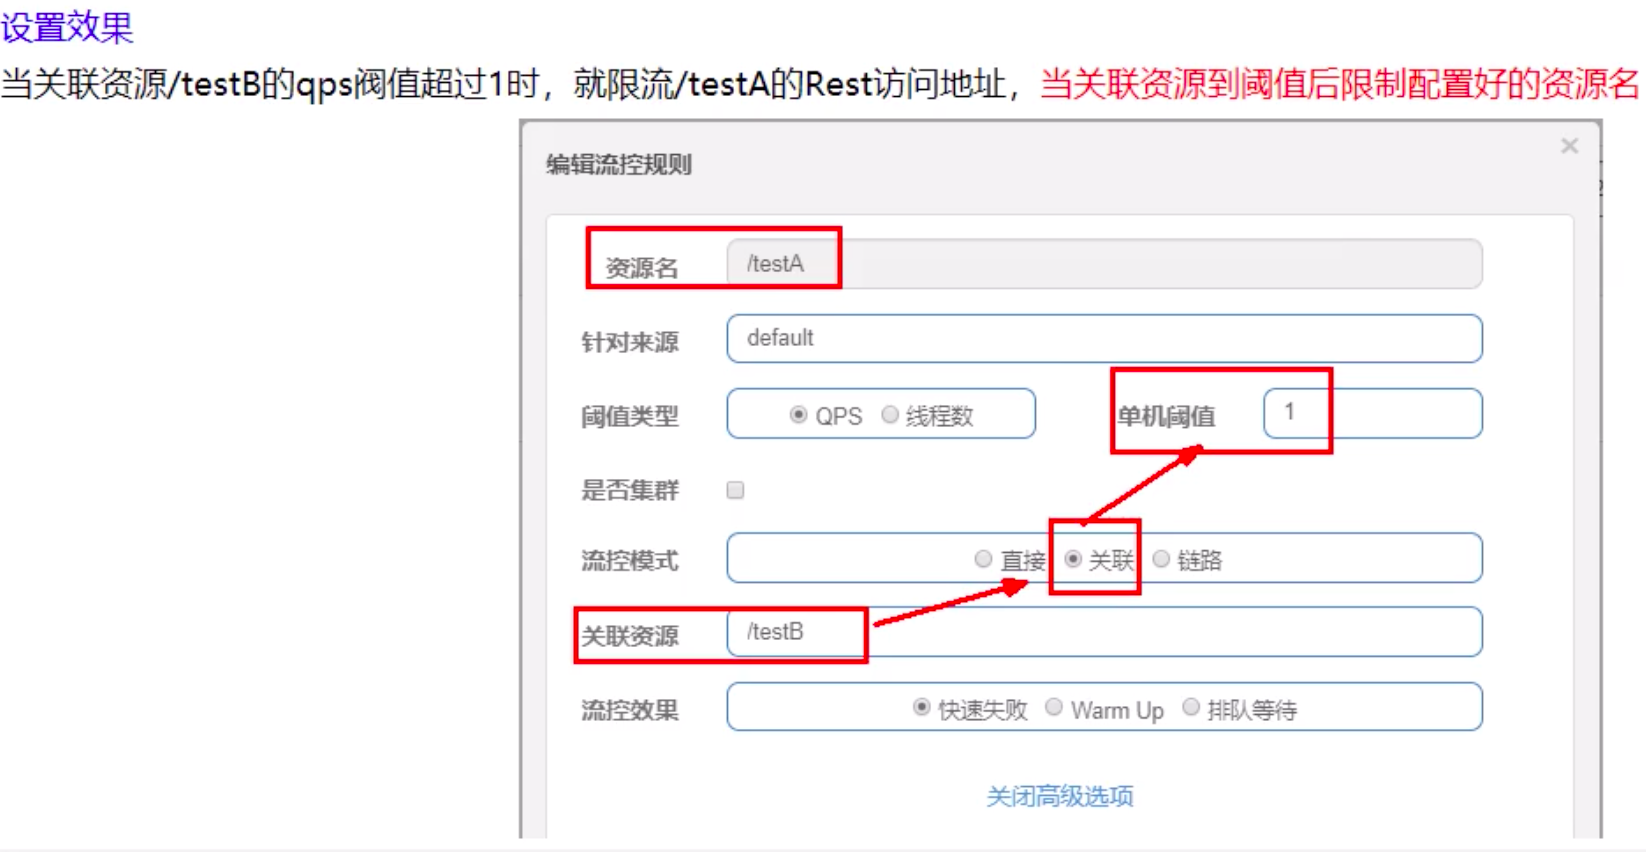 设置效果
当关联资源/testB的qps阀值超过1时，就限流/testA的Rest访问地址，当关联资源到阈值后限制配置好的资源名
编辑流控规则 ×
资源名 /testA
针对来源 default
阈值类型 QPS 线程数 单机阈值 1
是否集群
流控模式 直接 关联 链路
关联资源 /testB
流控效果 快速失败 Warm Up 排队等待
关闭高级选项